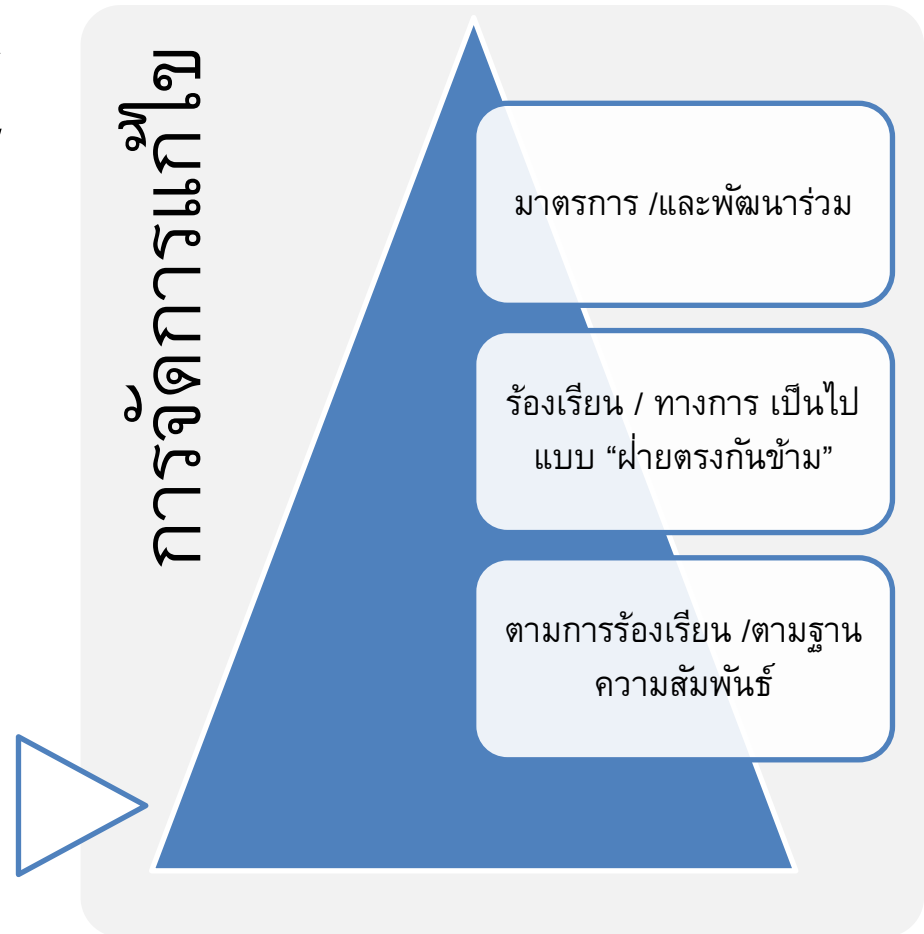 การจัดการแก้ไข
มาตรการ /และพัฒนาร่วม
ร้องเรียน / ทางการ เป็นไป
แบบ “ฝ่ายตรงกันข้าม”
ตามการร้องเรียน /ตามฐาน
ความสัมพันธ์